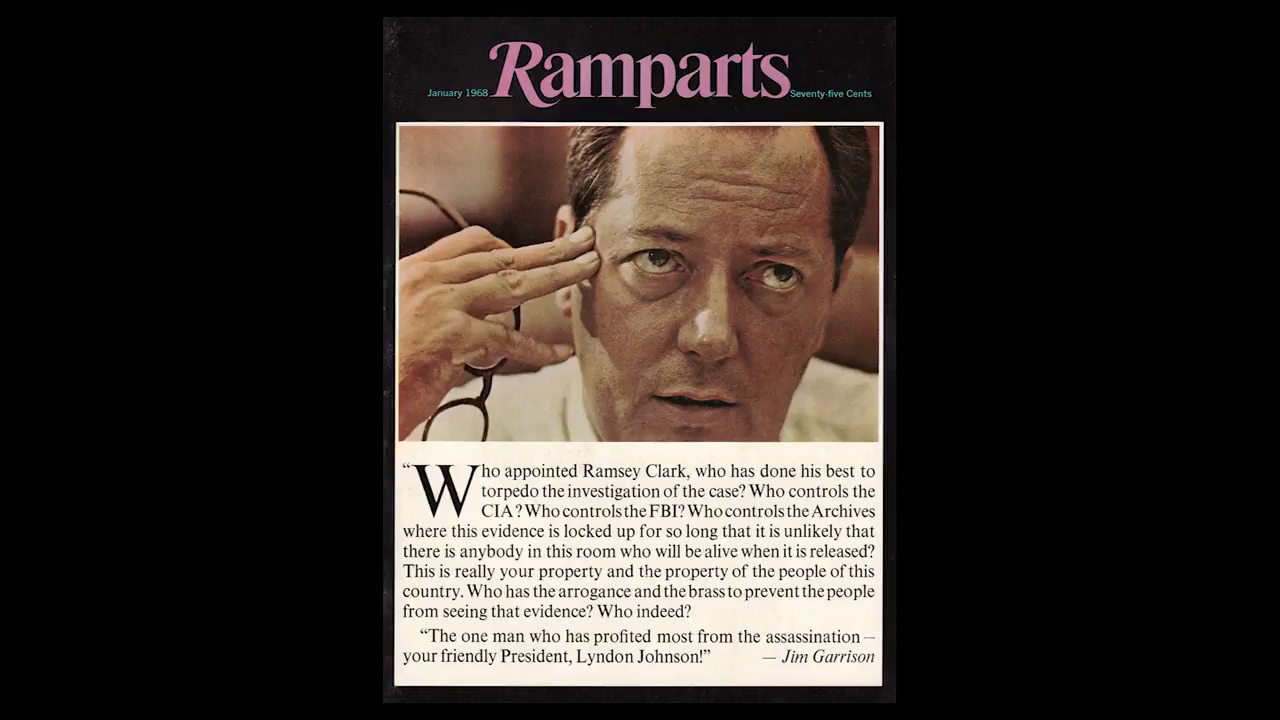 Ramparts
January 1968
Seventy-five Cents
“Who appointed Ramsey Clark, who has done his best to
torpedo the investigation of the case? Who controls the
CIA? Who controls the FBI? Who controls the Archives
where this evidence is locked up for so long that it is unlikely that
there is anybody in this room who will be alive when it is released?
This is really your property and the property of the people of this
country. Who has the arrogance and the brass to prevent the people
from seeing that evidence? Who indeed?
“The one man who has profited most from the assassination —
your friendly President, Lyndon Johnson!” — Jim Garrison